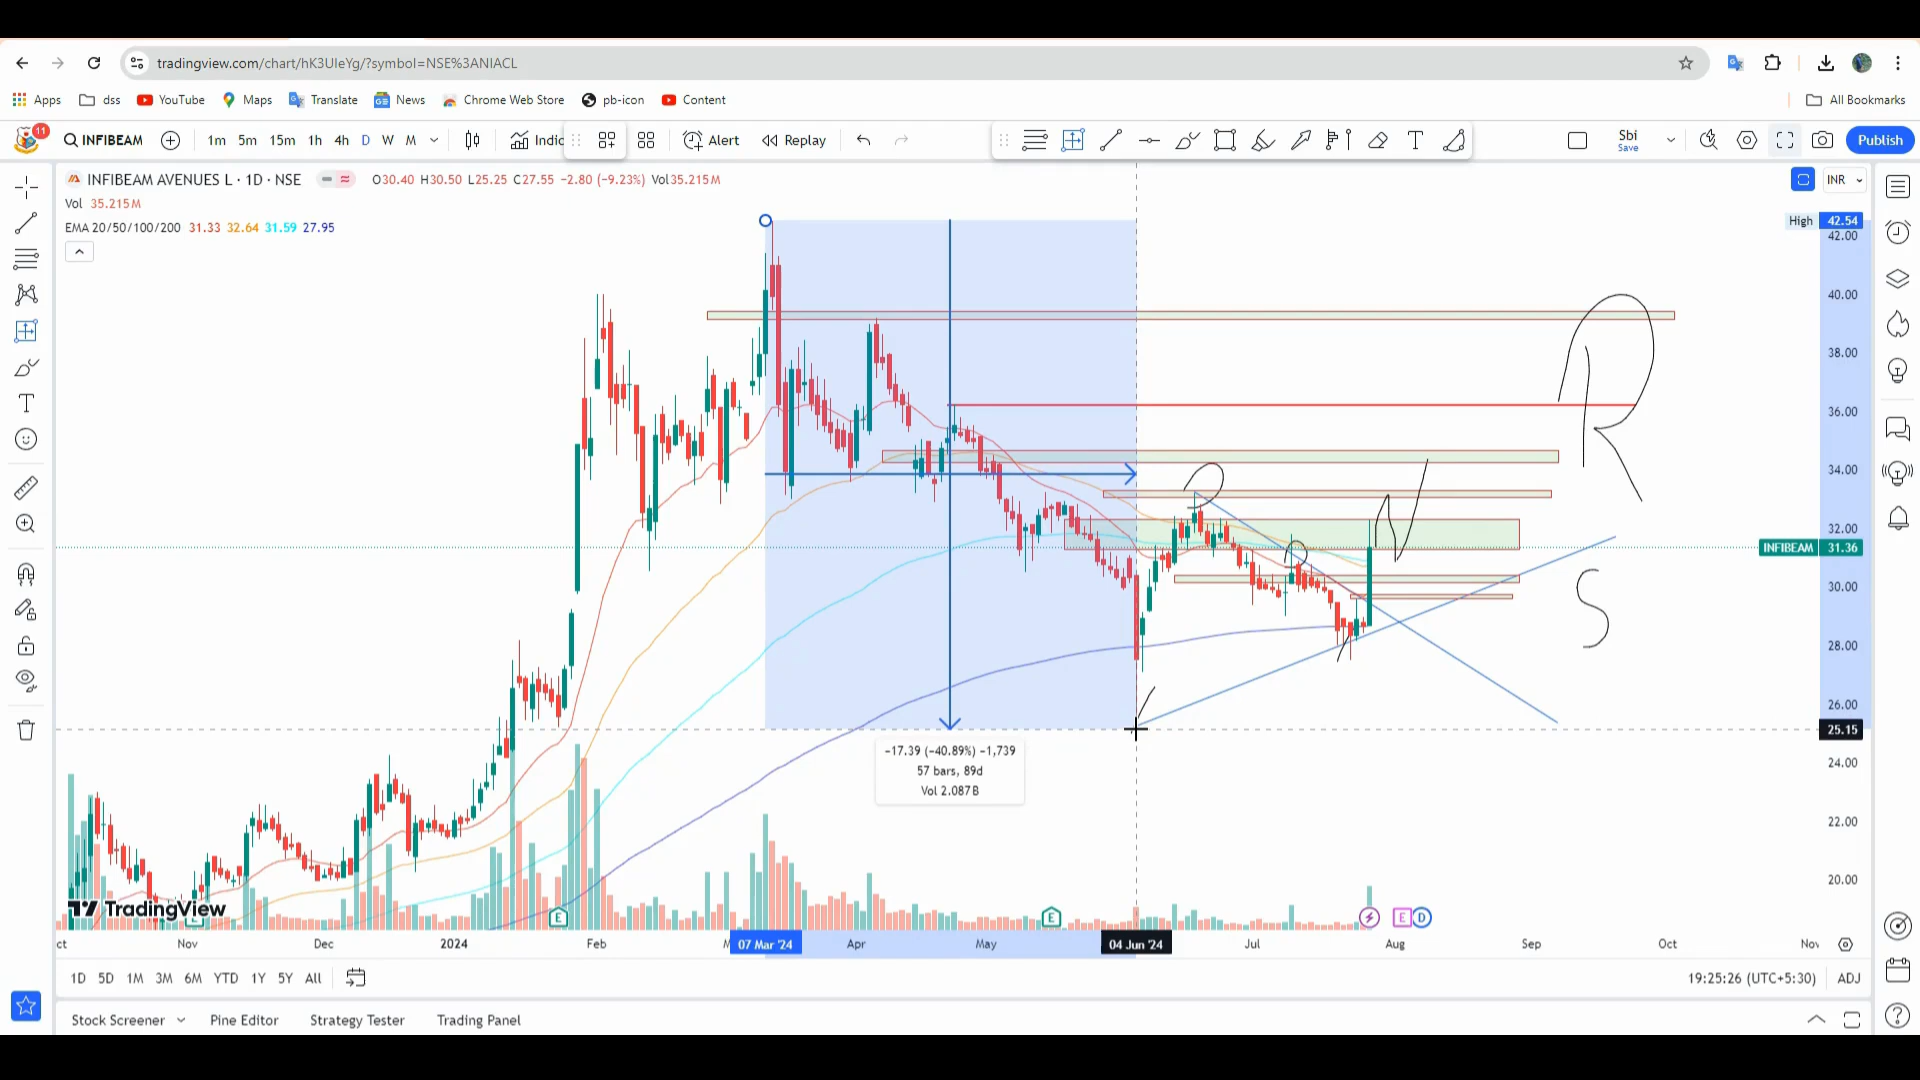 tradingview.com/chart/hK3UleYg/?symbol=NSE%3ANIACL
Apps dss YouTube Maps Translate News Chrome Web Store pb-icon Content All Bookmarks
11
INFIBEAM 1m 5m 15m 1h 4h D W M Indic Alert Replay T Sbi Save Publish
INFIBEAM AVENUES L · 1D · NSE O30.40 H30.50 L25.25 C27.55 −2.80 (−9.23%) Vol35.215M
INR
Vol 35.215M
EMA 20/50/100/200 31.33 32.64 31.59 27.95
High 42.54
42.00
40.00
38.00
36.00
34.00
32.00
INFIBEAM 31.36
30.00
28.00
26.00
25.15
24.00
22.00
20.00
R
S
−17.39 (−40.89%) −1,739
57 bars, 89d
Vol 2.087B
TradingView
E E E D
Nov Dec 2024 Feb 07 Mar '24 Apr May 04 Jun '24 Jul Aug Sep Oct Nov
1D 5D 1M 3M 6M YTD 1Y 5Y All 19:25:26 (UTC+5:30) ADJ
Stock Screener Pine Editor Strategy Tester Trading Panel